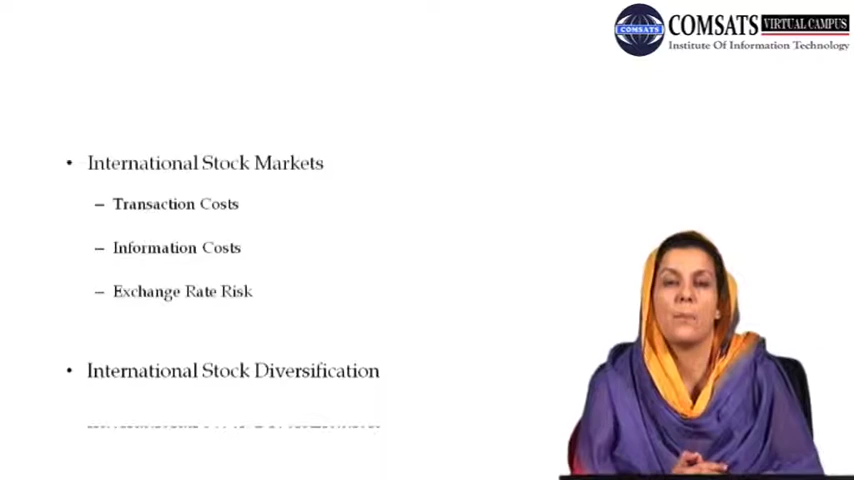 COMSATS VIRTUAL CAMPUS
COMSATS
Institute Of Information Technology
• International Stock Markets
– Transaction Costs
– Information Costs
– Exchange Rate Risk
• International Stock Diversification